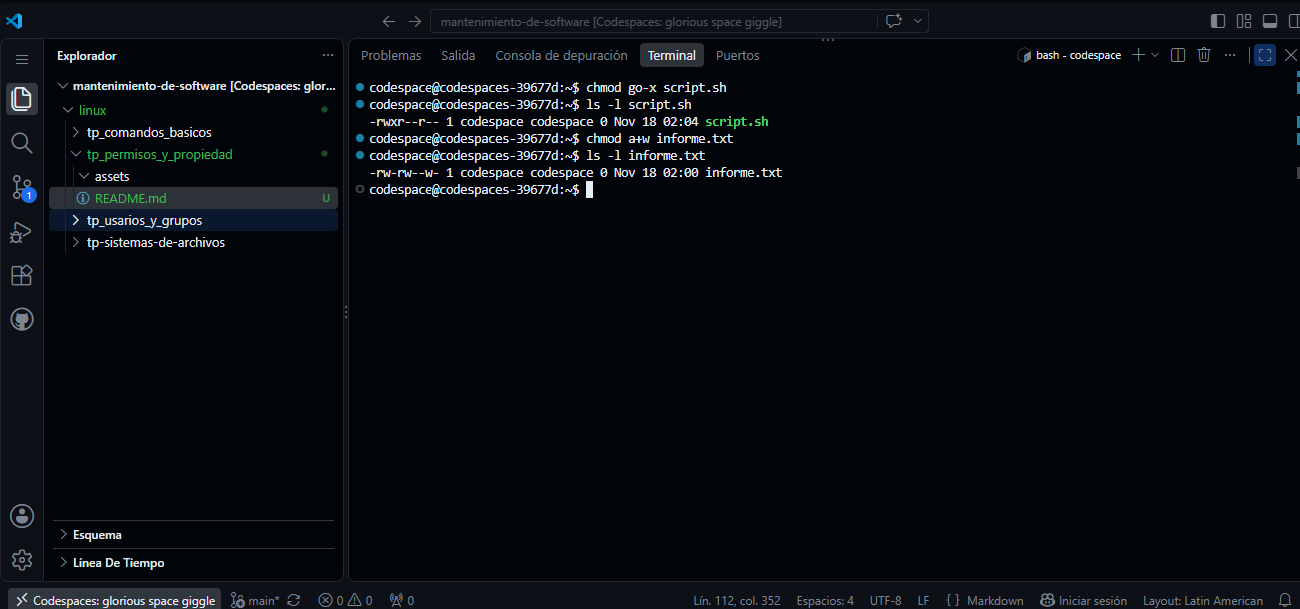 mantenimiento-de-software [Codespaces: glorious space giggle]
Explorador
Problemas Salida Consola de depuración Terminal Puertos
bash - codespace
mantenimiento-de-software [Codespaces: glor...
linux
tp_comandos_basicos
tp_permisos_y_propiedad
assets
README.md U
tp_usarios_y_grupos
tp-sistemas-de-archivos
1
codespace@codespaces-39677d:~$ chmod go-x script.sh
codespace@codespaces-39677d:~$ ls -l script.sh
-rwxr--r-- 1 codespace codespace 0 Nov 18 02:04 script.sh
codespace@codespaces-39677d:~$ chmod a+w informe.txt
codespace@codespaces-39677d:~$ ls -l informe.txt
-rw-rw--w- 1 codespace codespace 0 Nov 18 02:00 informe.txt
codespace@codespaces-39677d:~$
Esquema
Línea De Tiempo
Codespaces: glorious space giggle main* 0 0 0 Lín. 112, col. 352 Espacios: 4 UTF-8 LF { } Markdown Iniciar sesión Layout: Latin American